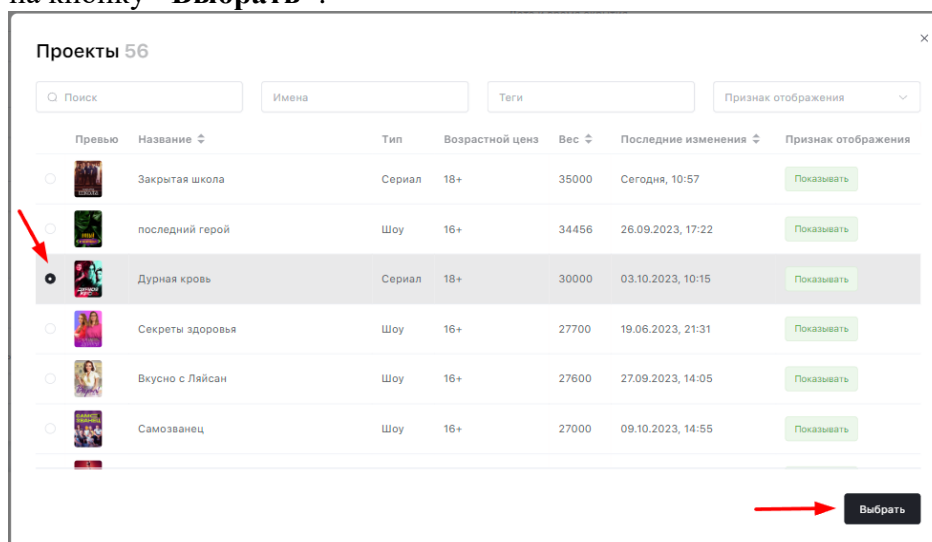 на кнопку "Выбрать".
Проекты 56
Поиск
Имена
Теги
Признак отображения
Превью Название Тип Возрастной ценз Вес Последние изменения Признак отображения
Закрытая школа Сериал 18+ 35000 Сегодня, 10:57 Показывать
последний герой Шоу 16+ 34456 26.09.2023, 17:22 Показывать
Дурная кровь Сериал 18+ 30000 03.10.2023, 10:15 Показывать
Секреты здоровья Шоу 16+ 27700 19.06.2023, 21:31 Показывать
Вкусно с Ляйсан Шоу 16+ 27600 27.09.2023, 14:05 Показывать
Самозванец Шоу 16+ 27000 09.10.2023, 14:55 Показывать
Выбрать